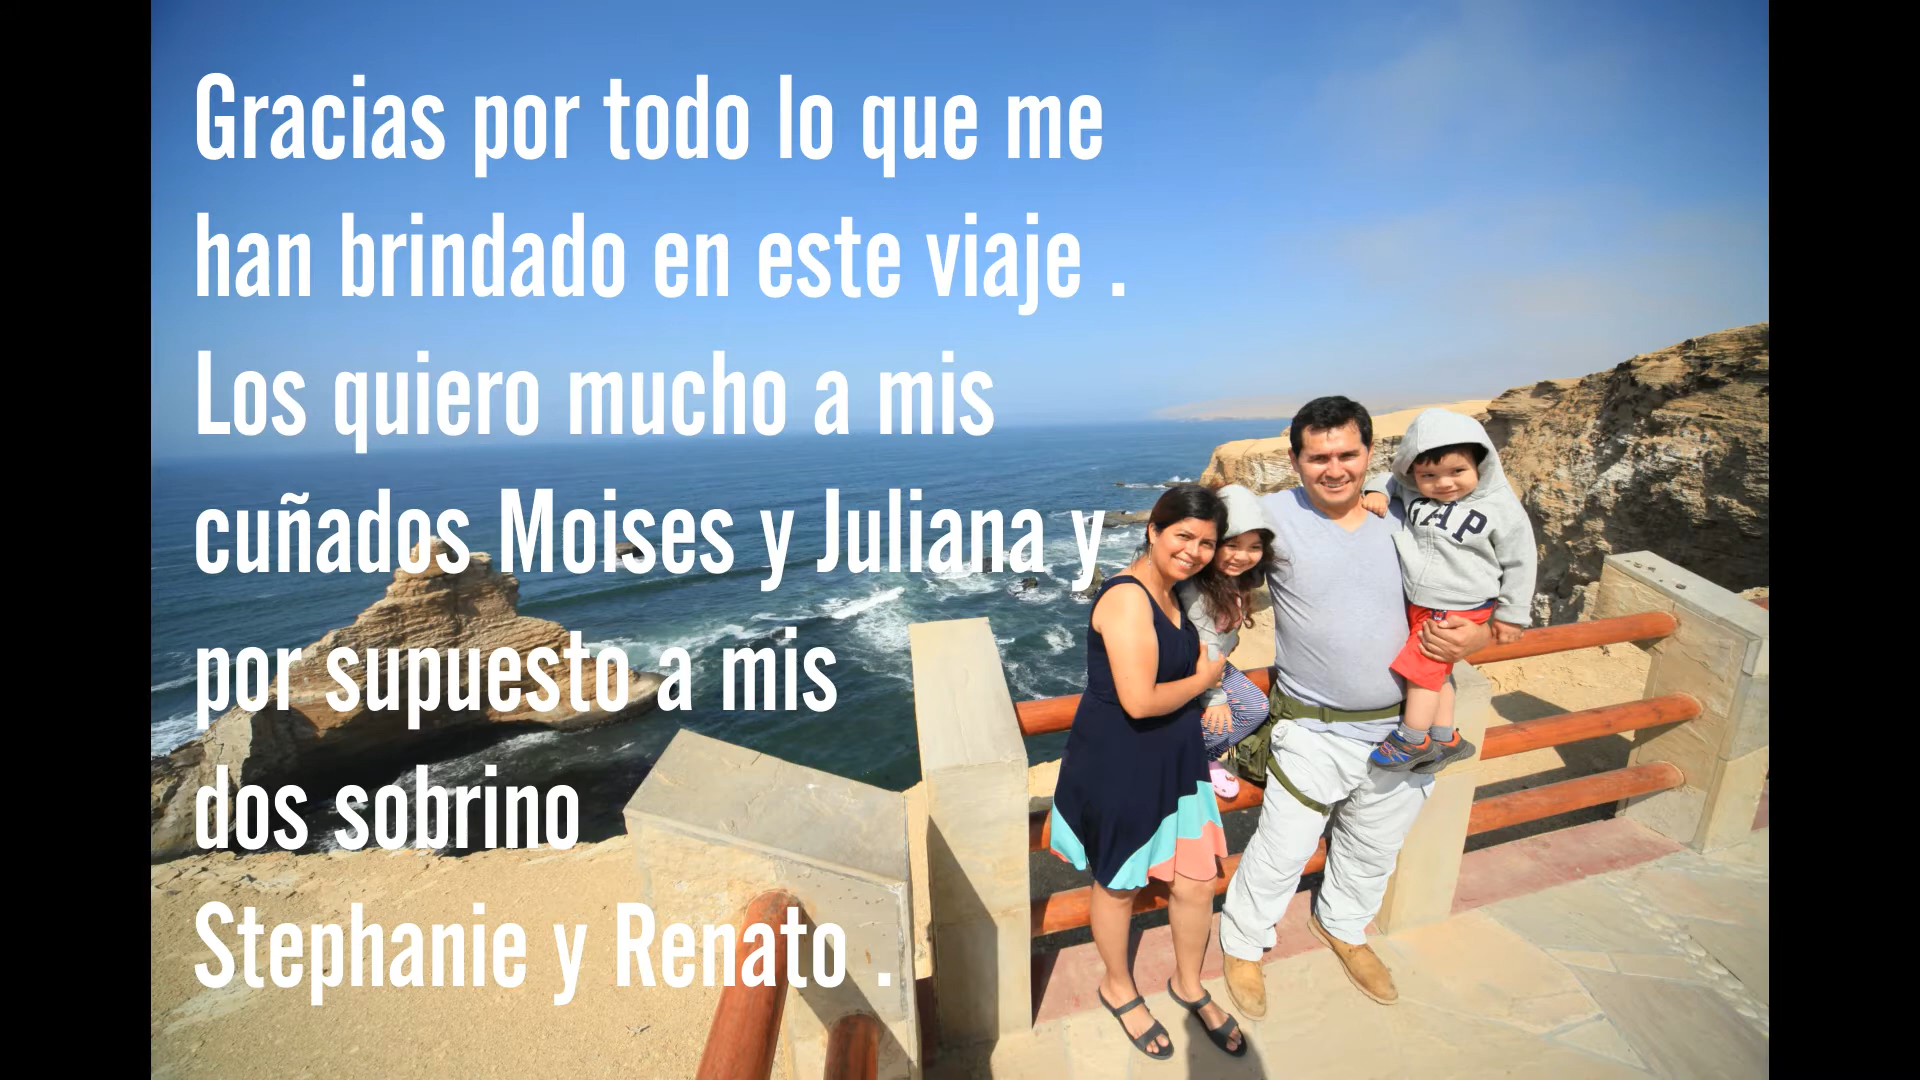 Gracias por todo lo que me
han brindado en este viaje .
Los quiero mucho a mis
cuñados Moises y Juliana y
por supuesto a mis
dos sobrino
Stephanie y Renato .
GAP